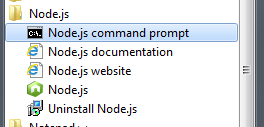 Node.js
C:\.
Node.js command prompt
Node.js documentation
Node.js website
Node.js
Uninstall Node.js